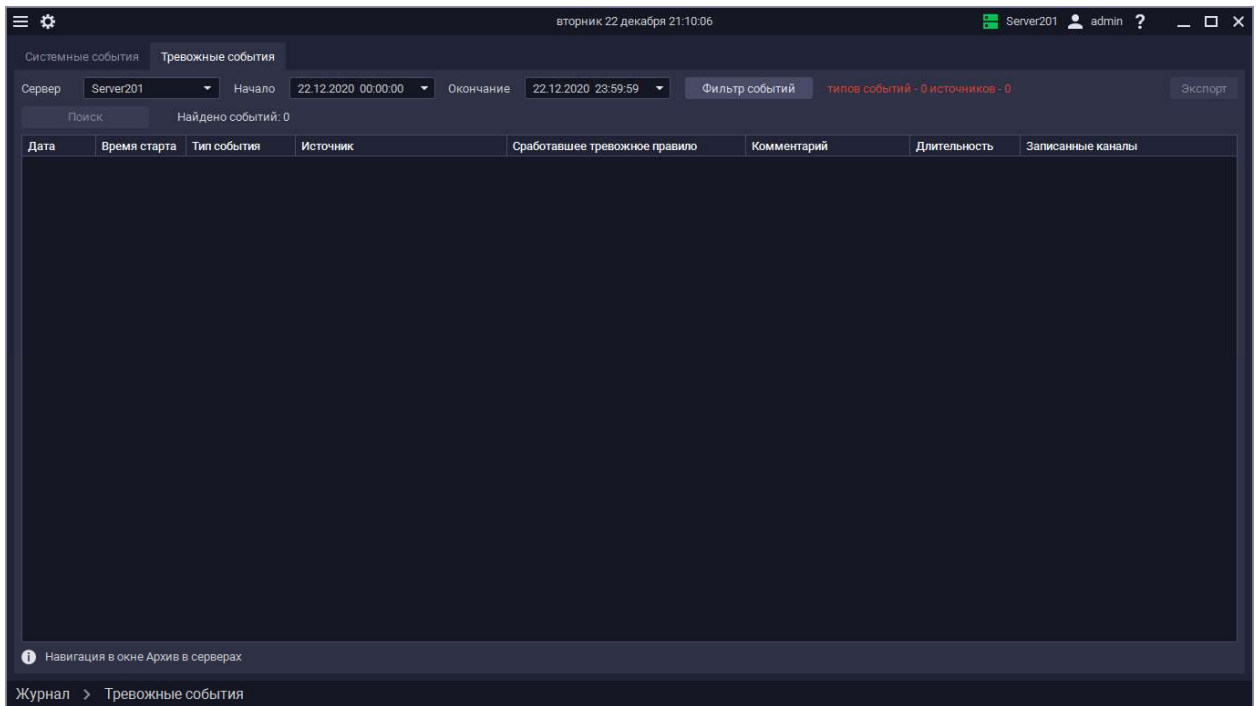 вторник 22 декабря 21:10:06 Server201 admin ?
Системные события Тревожные события
Сервер Server201 Начало 22.12.2020 00:00:00 Окончание 22.12.2020 23:59:59 Фильтр событий типов событий - 0 источников - 0 Экспорт
Поиск Найдено событий: 0
Дата Время старта Тип события Источник Сработавшее тревожное правило Комментарий Длительность Записанные каналы
Навигация в окне Архив в серверах
Журнал > Тревожные события